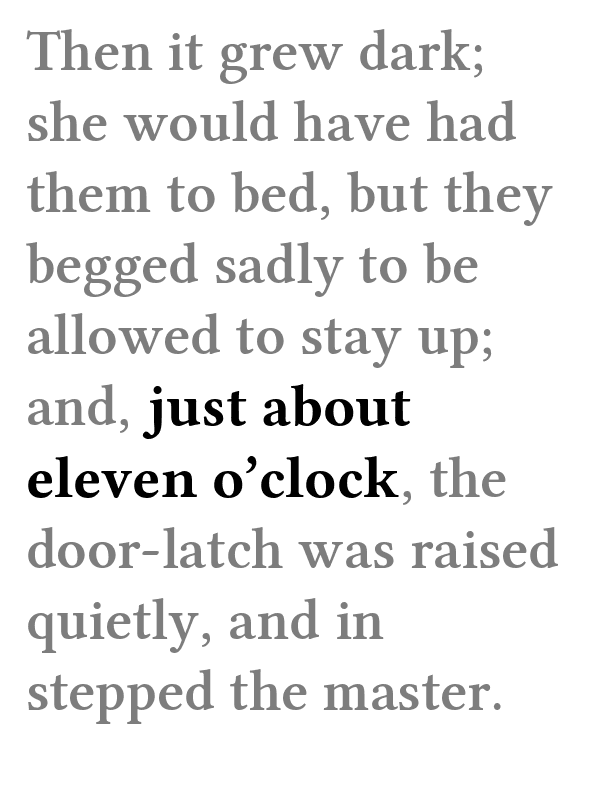 Then it grew dark;
she would have had
them to bed, but they
begged sadly to be
allowed to stay up;
and, just about
eleven o’clock, the
door-latch was raised
quietly, and in
stepped the master.